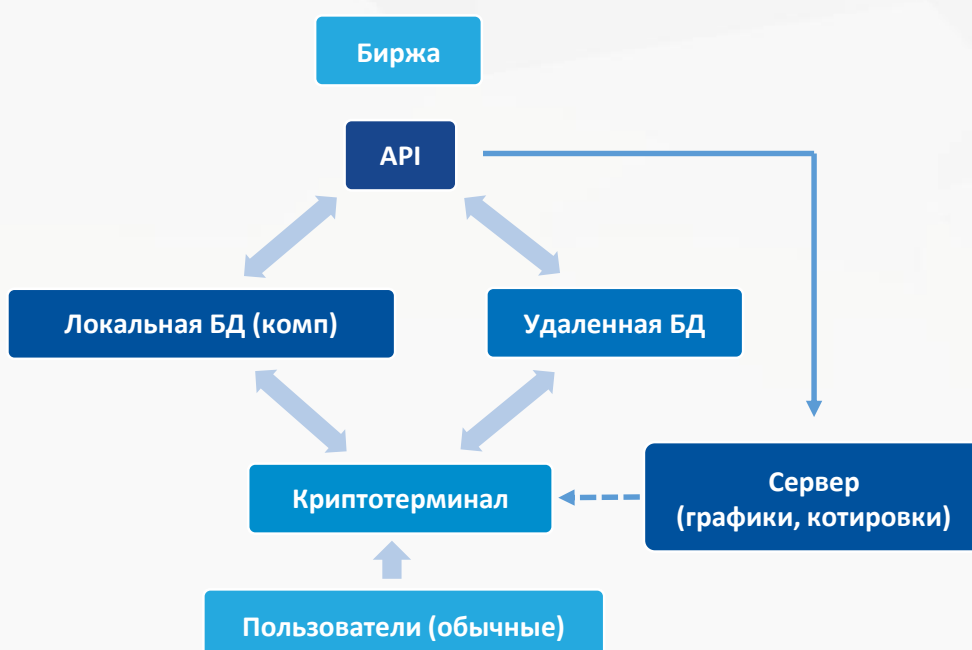 Биржа
API
Локальная БД (комп)
Удаленная БД
Криптотерминал
Сервер
(графики, котировки)
Пользователи (обычные)